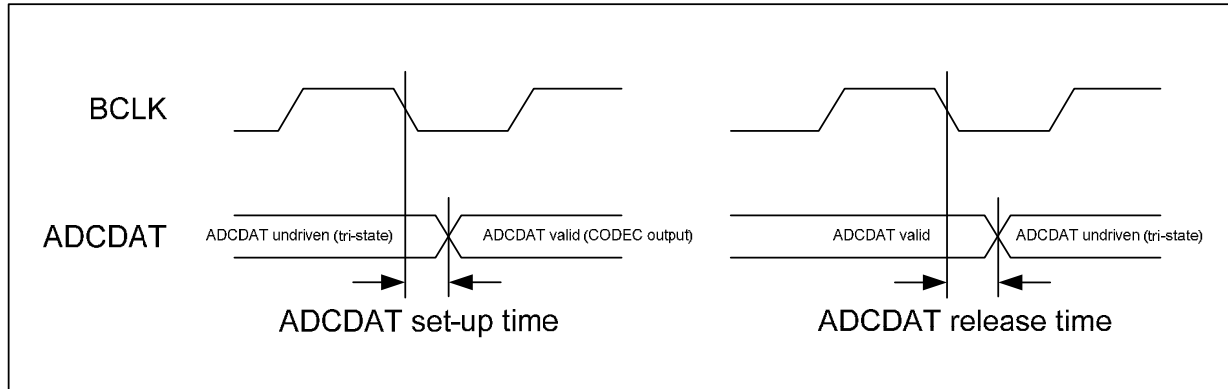 BCLK
ADCDAT
ADCDAT undriven (tri-state)
ADCDAT valid (CODEC output)
ADCDAT valid
ADCDAT undriven (tri-state)
ADCDAT set-up time
ADCDAT release time